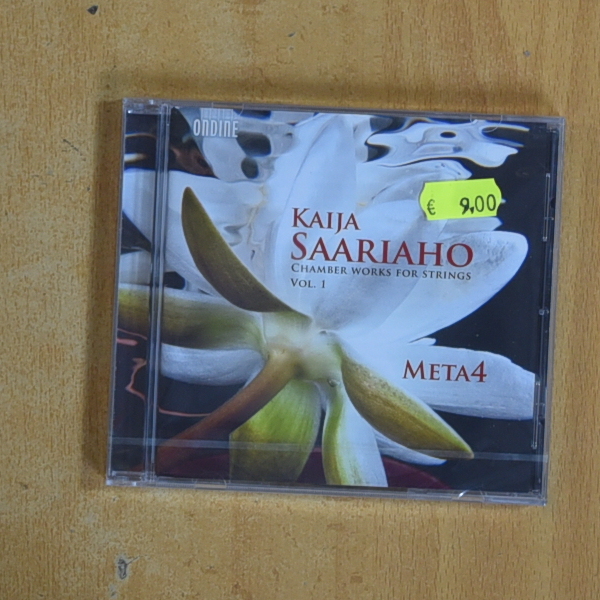 ONDINE
€ 9,00
KAIJA
SAARIAHO
CHAMBER WORKS FOR STRINGS
VOL. 1
META4